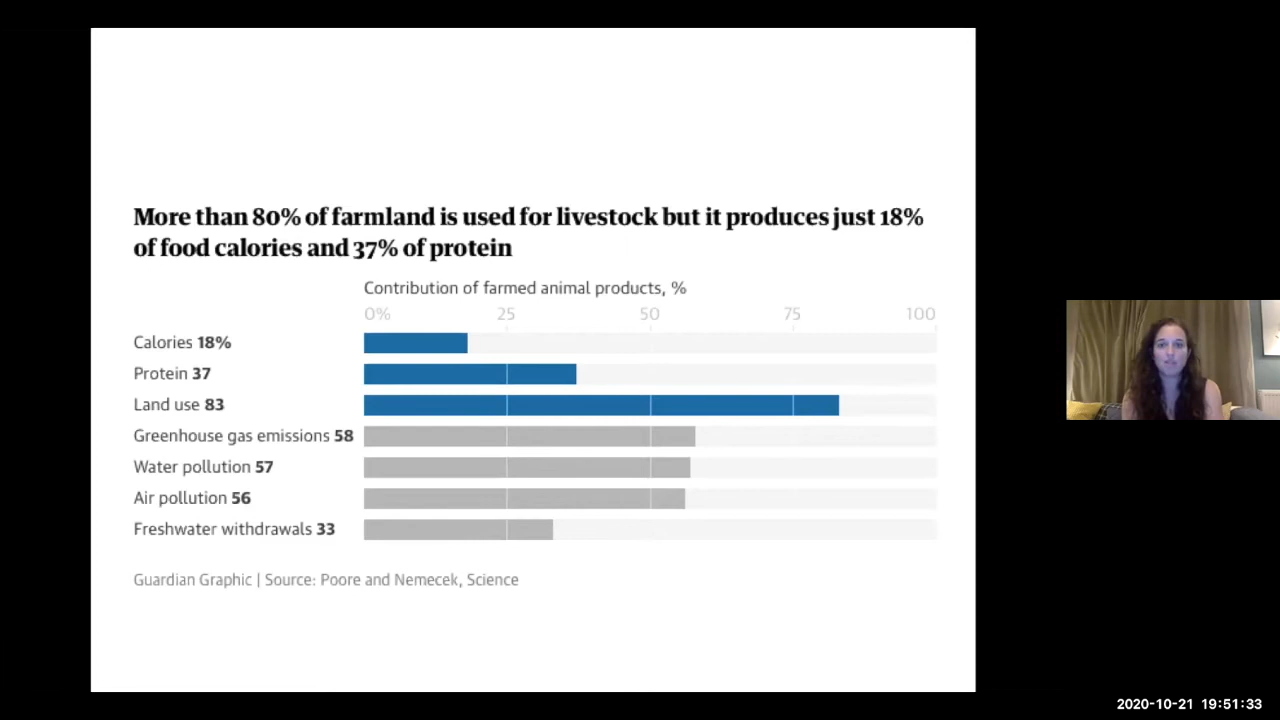 More than 80% of farmland is used for livestock but it produces just 18%
of food calories and 37% of protein
Contribution of farmed animal products, %
0% 25 50 75 100
Calories 18%
Protein 37
Land use 83
Greenhouse gas emissions 58
Water pollution 57
Air pollution 56
Freshwater withdrawals 33
Guardian Graphic | Source: Poore and Nemecek, Science
2020-10-21 19:51:33